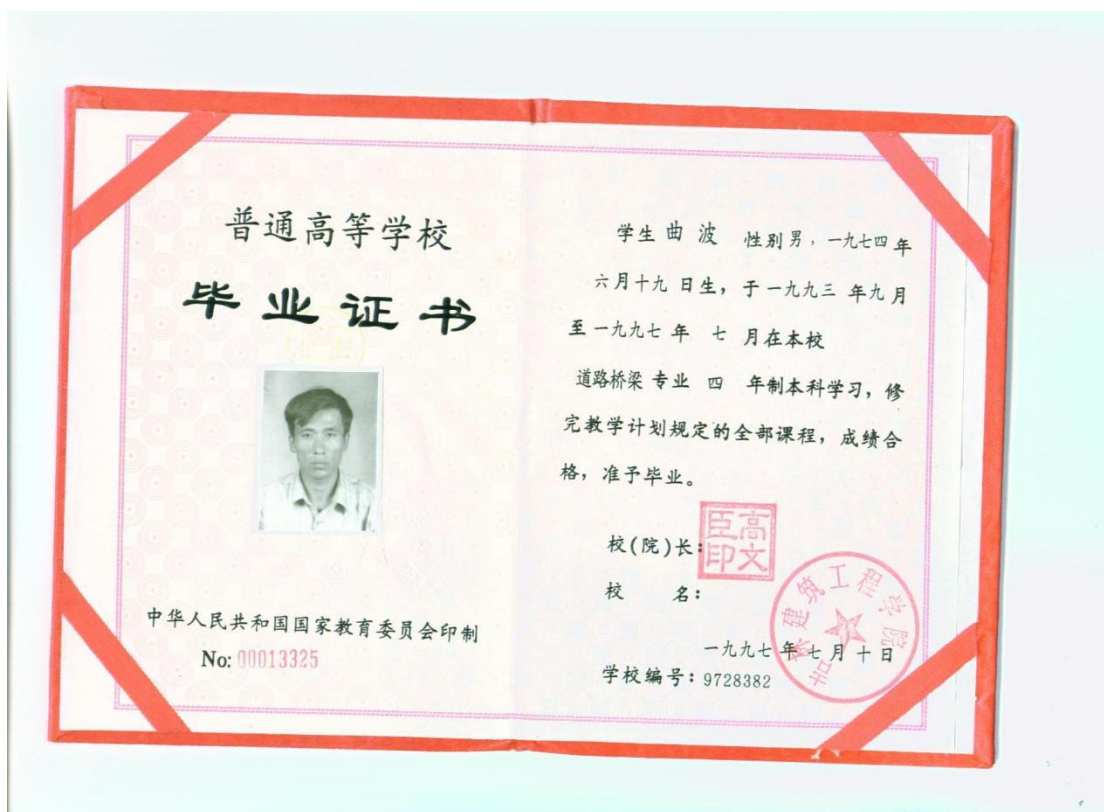 普通高等学校
毕业证书
中华人民共和国国家教育委员会印制
No: 00013325
学生 曲 波 性别 男，一九七四年
六月十九 日生，于一九九三 年九月
至一九九七 年 七 月在本校
道路桥梁 专业 四 年制本科学习，修
完教学计划规定的全部课程，成绩合
格，准予毕业。
校(院)长：
高文臣印
校 名：
吉林建筑工程学院
一九九七年七月十日
学校编号：9728382